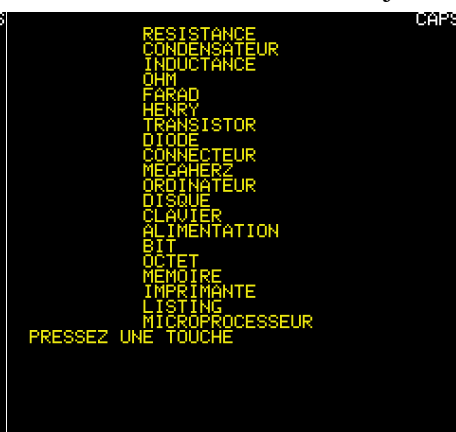 CAPS
RESISTANCE
CONDENSATEUR
INDUCTANCE
OHM
FARAD
HENRY
TRANSISTOR
DIODE
CONNECTEUR
MEGAHERZ
ORDINATEUR
DISQUE
CLAVIER
ALIMENTATION
BIT
OCTET
MEMOIRE
IMPRIMANTE
LISTING
MICROPROCESSEUR
PRESSEZ UNE TOUCHE